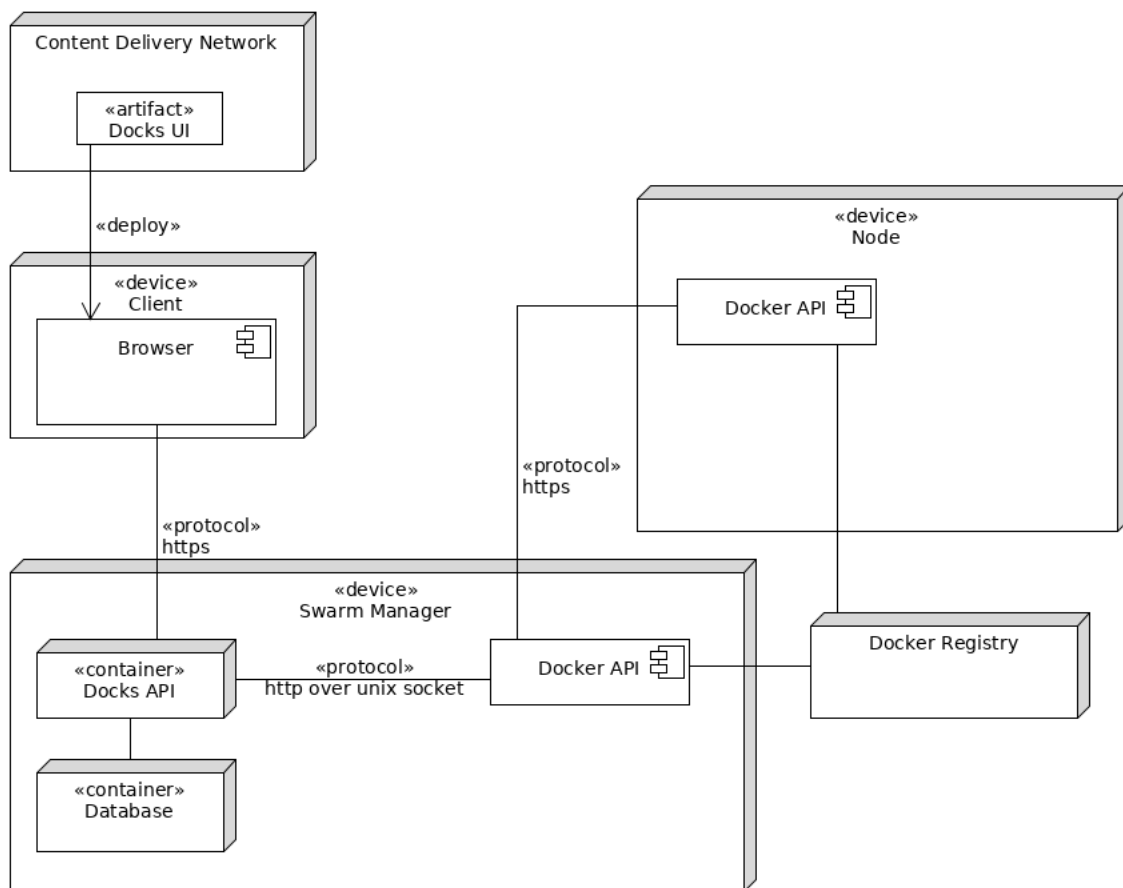 Content Delivery Network
«artifact»
Docks UI
«deploy»
«device»
Client
Browser
«device»
Node
Docker API
«protocol»
https
«protocol»
https
«device»
Swarm Manager
«container»
Docks API
«protocol»
http over unix socket
Docker API
Docker Registry
«container»
Database